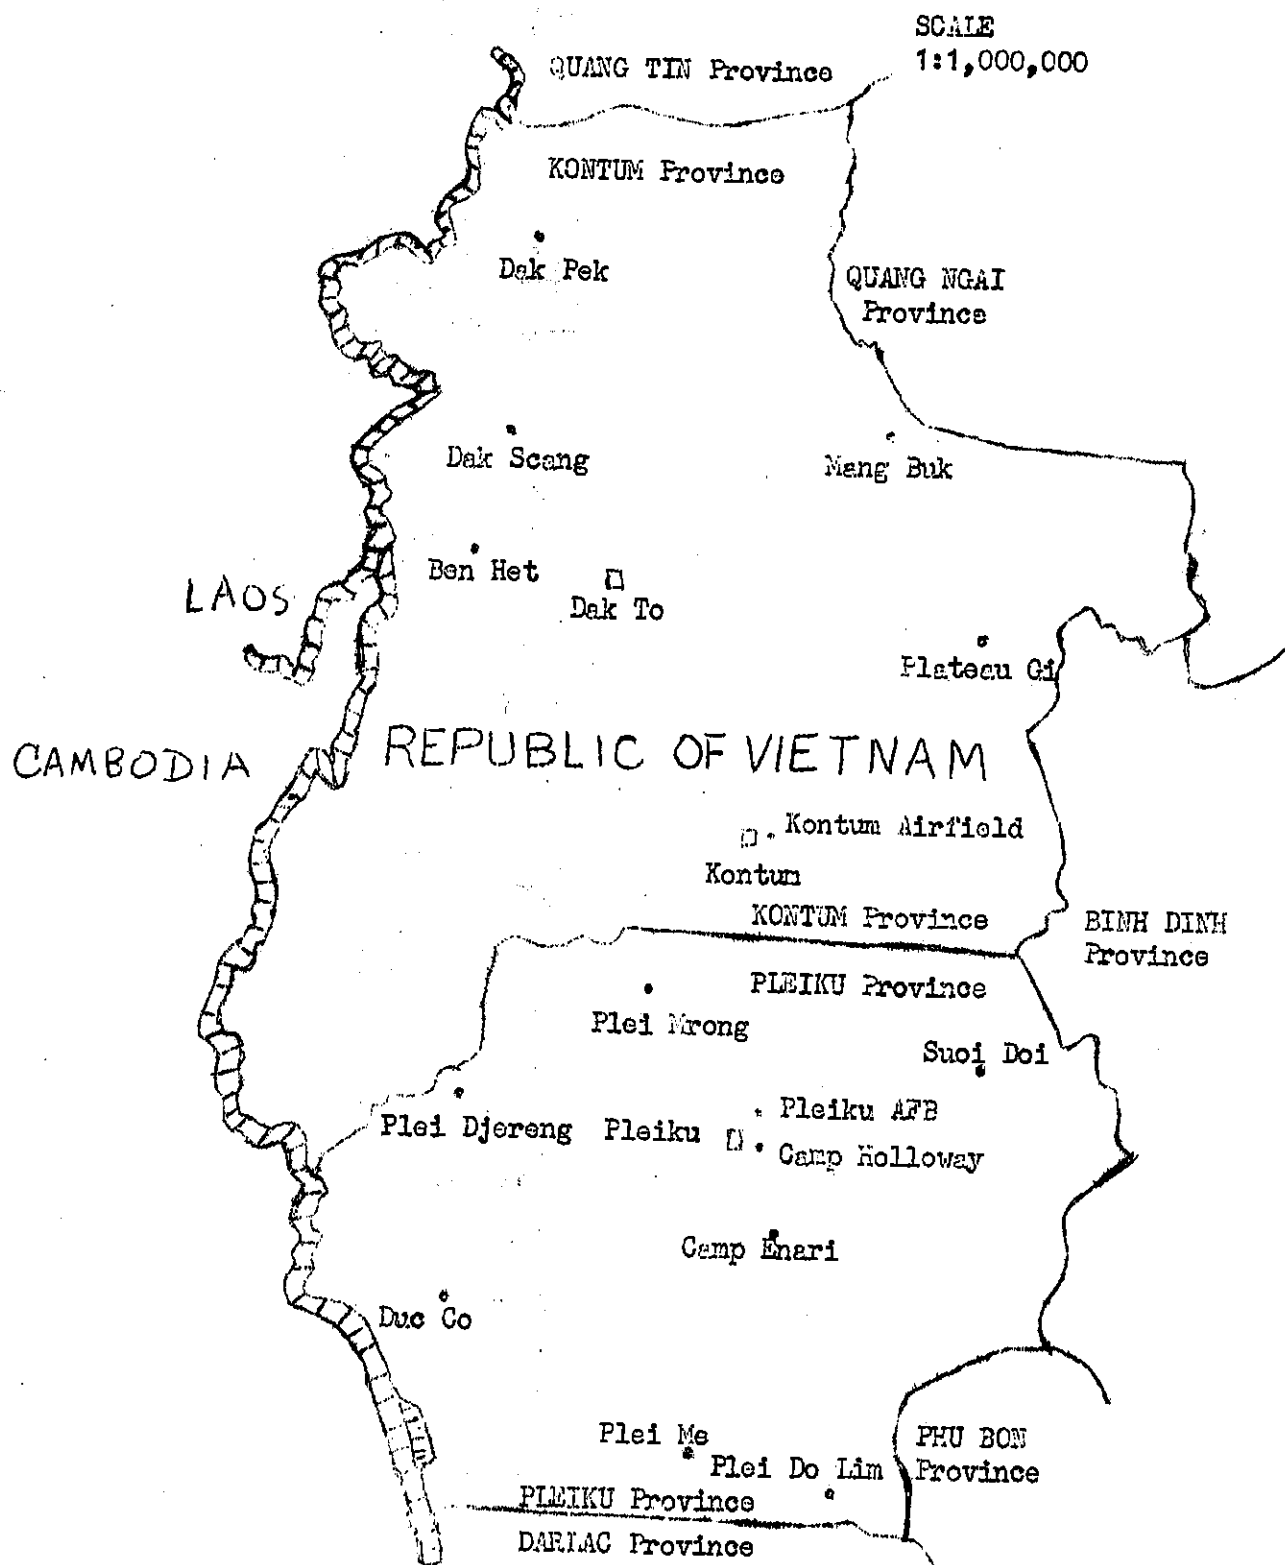 SCALE
1:1,000,000
QUANG TIN Province
KONTUM Province
Dak Pek
QUANG NGAI
Province
Dak Seang
Mang Buk
Ben Het
LAOS
Dak To
Plateau Gi
REPUBLIC OF VIETNAM
CAMBODIA
Kontum Airfield
Kontum
KONTUM Province
BINH DINH
Province
PLEIKU Province
Plei Mrong
Suoi Doi
Pleiku AFB
Plei Djereng
Pleiku
Camp Holloway
Camp Enari
Duc Co
Plei Me
PHU BON
Province
Plei Do Lim
PLEIKU Province
DARLAC Province